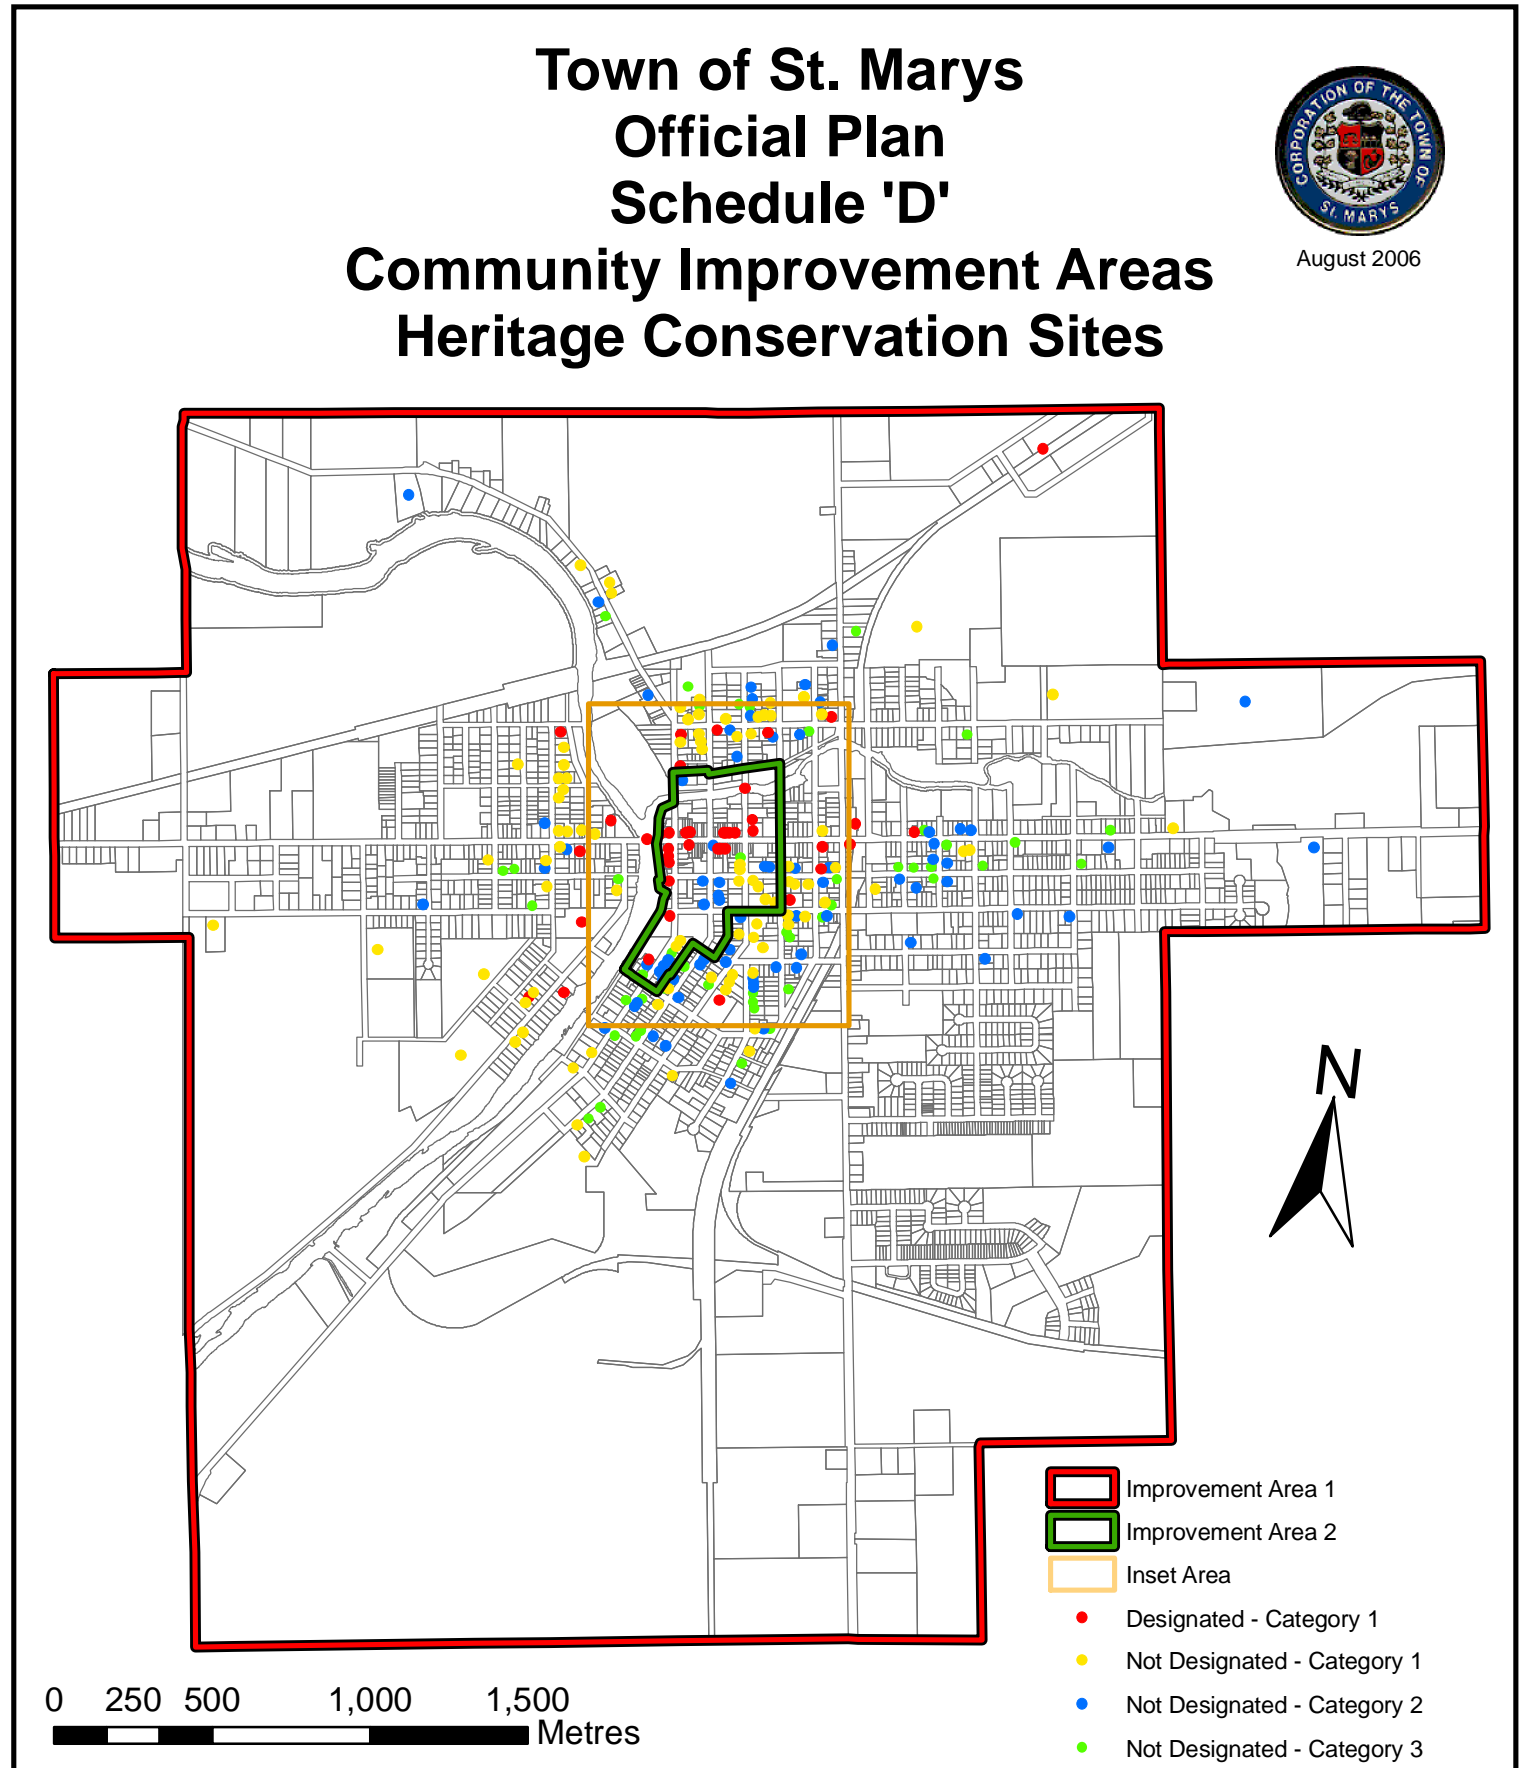 Town of St. Marys
Official Plan
Schedule 'D'
Community Improvement Areas
Heritage Conservation Sites
CORPORATION OF THE TOWN OF
St. MARYS
August 2006
N
Improvement Area 1
Improvement Area 2
Inset Area
Designated - Category 1
Not Designated - Category 1
Not Designated - Category 2
Not Designated - Category 3
0 250 500 1,000 1,500
Metres